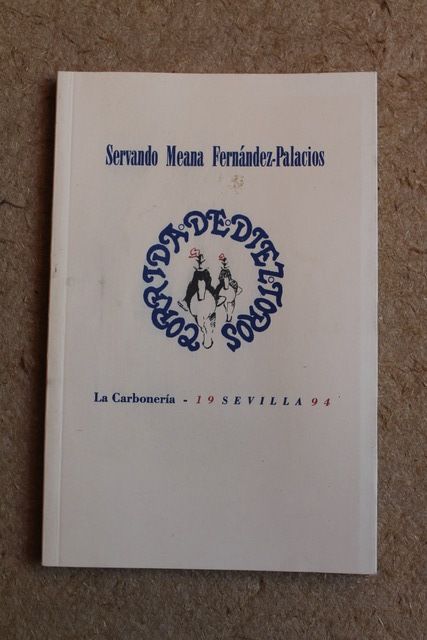 Servando Meana Fernández-Palacios
CORRIDA·DE·DIEZ·TOROS
La Carbonería - 19 SEVILLA 94